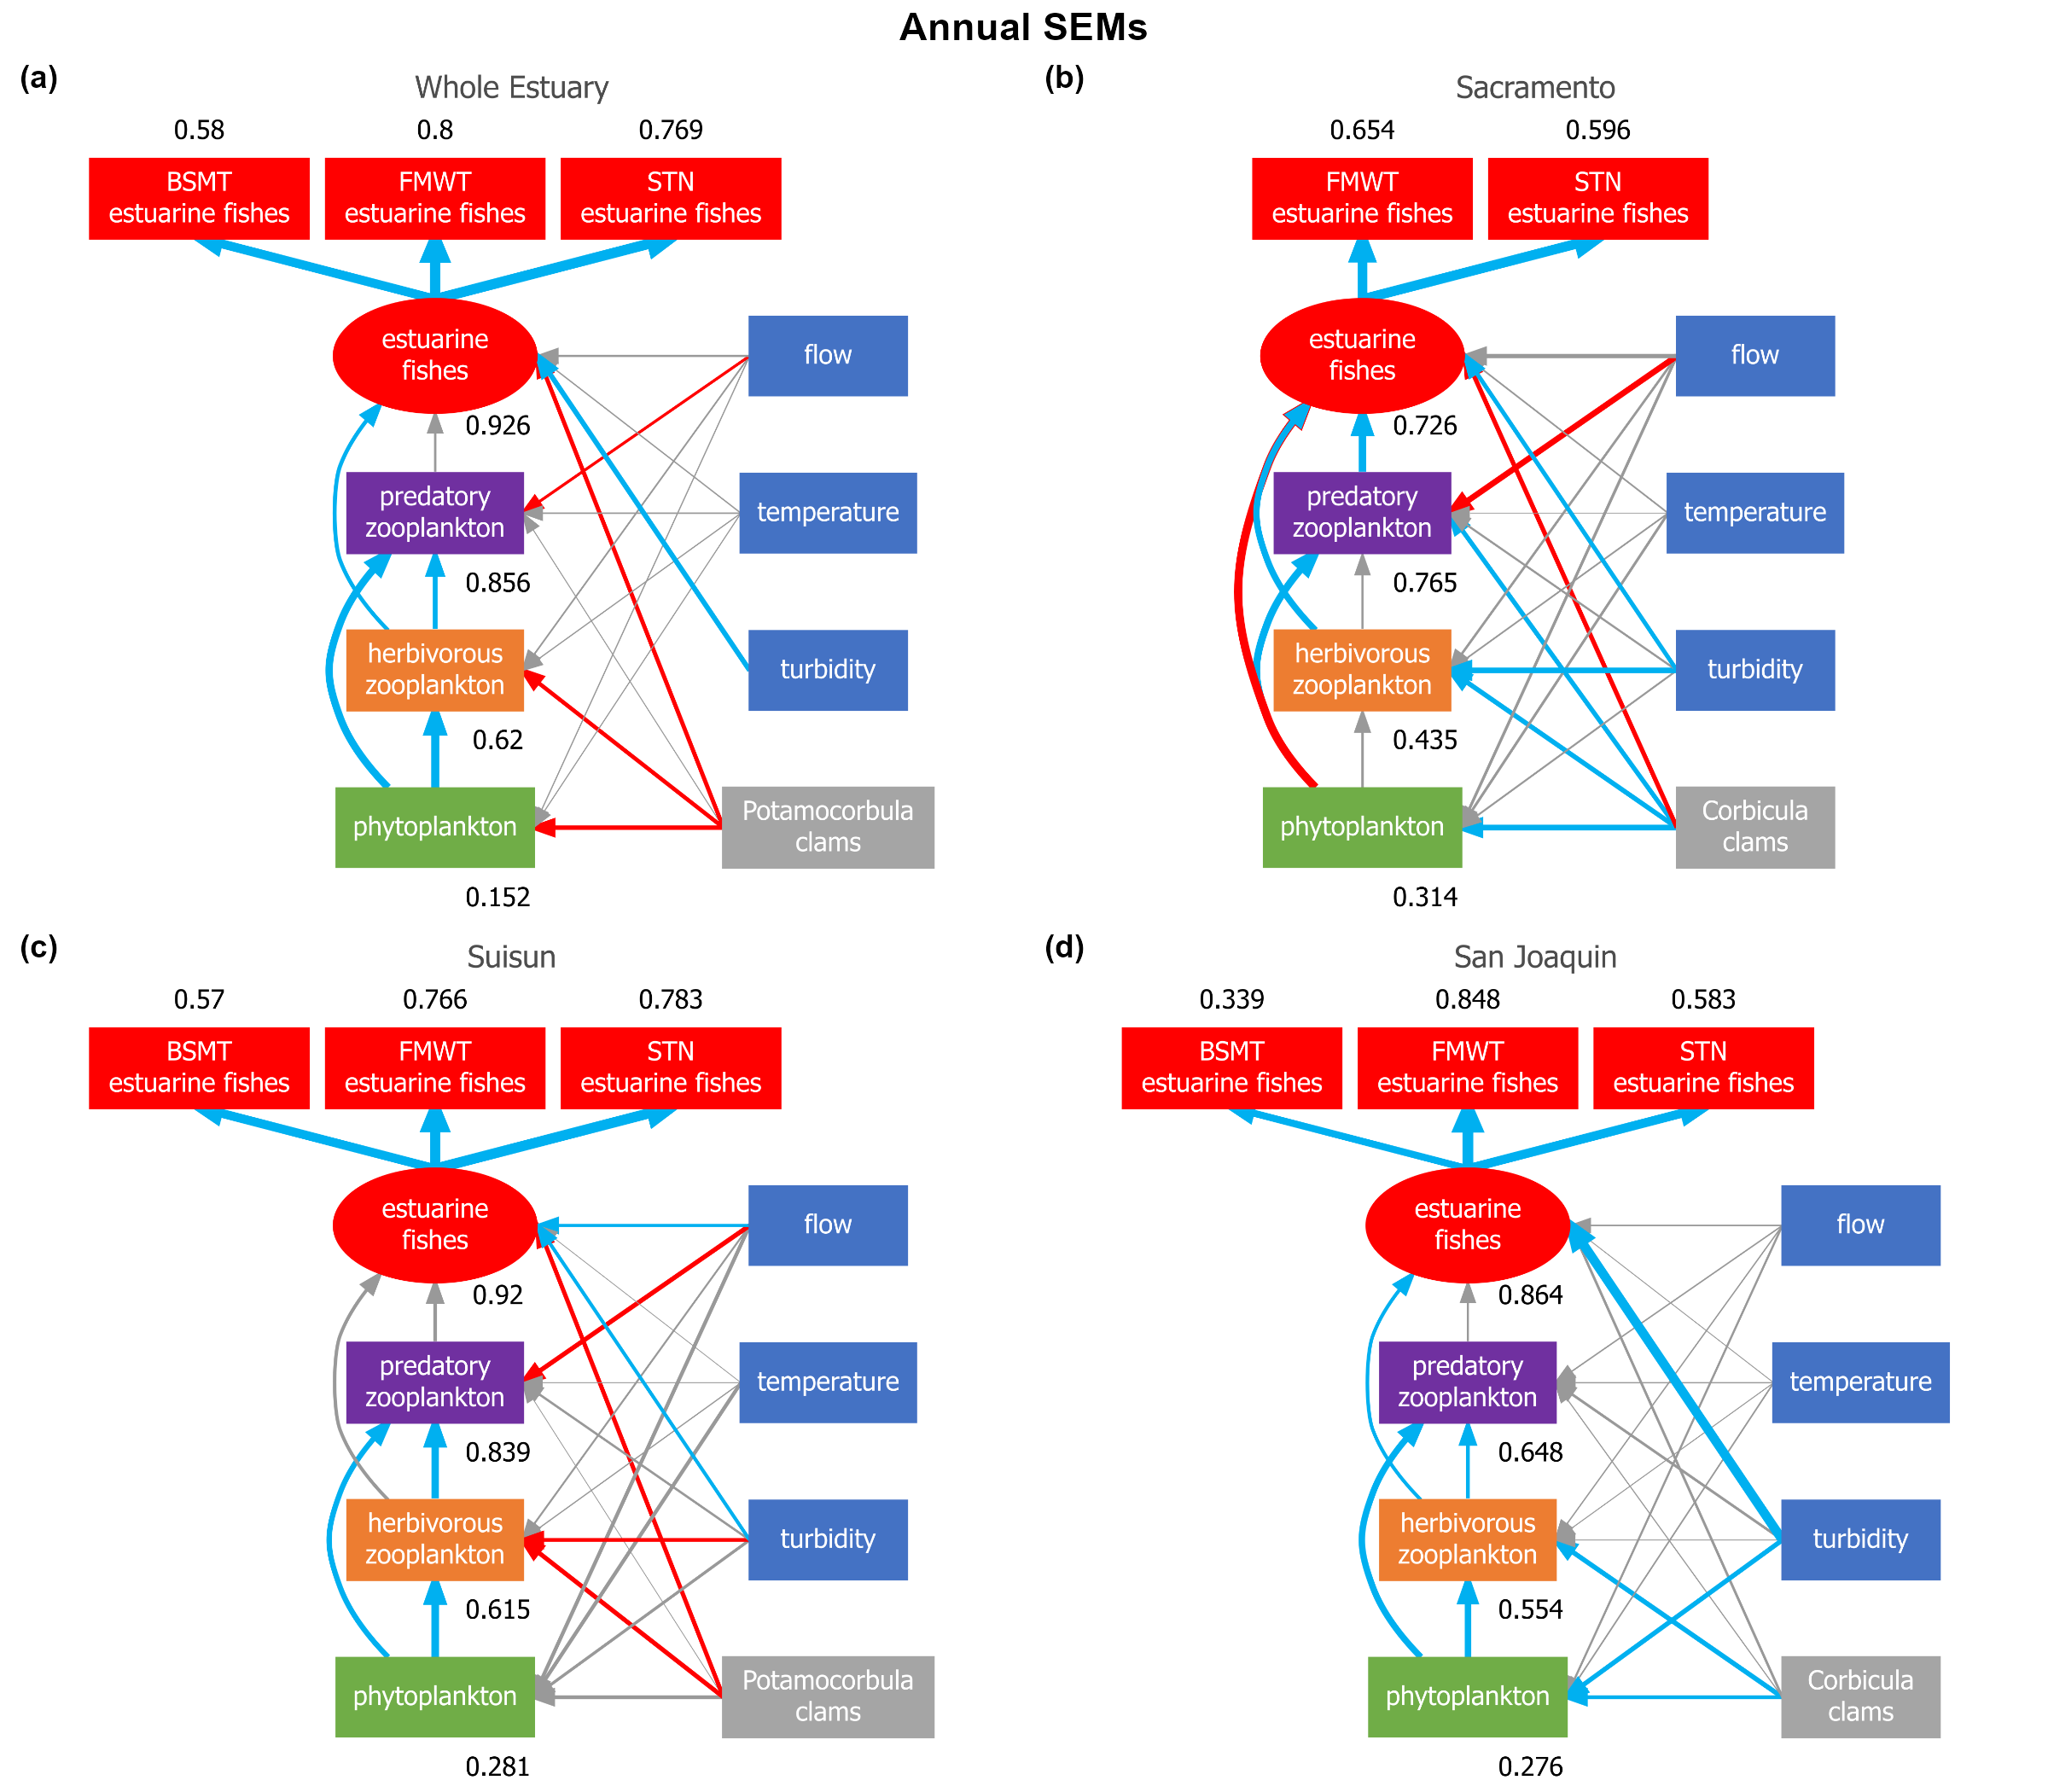 Annual SEMs
(a)
Whole Estuary
0.58
0.8
0.769
BSMT
estuarine fishes
FMWT
estuarine fishes
STN
estuarine fishes
estuarine
fishes
0.926
flow
predatory
zooplankton
0.856
temperature
herbivorous
zooplankton
0.62
turbidity
phytoplankton
0.152
Potamocorbula
clams
(b)
Sacramento
0.654
0.596
FMWT
estuarine fishes
STN
estuarine fishes
estuarine
fishes
0.726
flow
predatory
zooplankton
0.765
temperature
herbivorous
zooplankton
0.435
turbidity
phytoplankton
0.314
Corbicula
clams
(c)
Suisun
0.57
0.766
0.783
BSMT
estuarine fishes
FMWT
estuarine fishes
STN
estuarine fishes
estuarine
fishes
0.92
flow
predatory
zooplankton
0.839
temperature
herbivorous
zooplankton
0.615
turbidity
phytoplankton
0.281
Potamocorbula
clams
(d)
San Joaquin
0.339
0.848
0.583
BSMT
estuarine fishes
FMWT
estuarine fishes
STN
estuarine fishes
estuarine
fishes
0.864
flow
predatory
zooplankton
0.648
temperature
herbivorous
zooplankton
0.554
turbidity
phytoplankton
0.276
Corbicula
clams